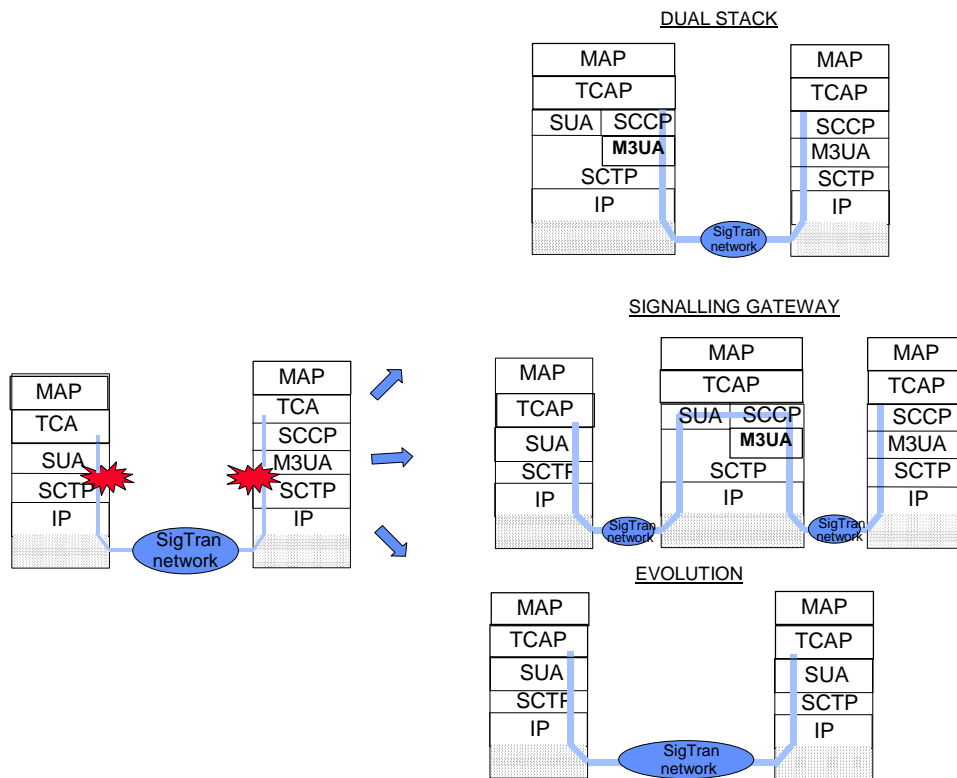 DUAL STACK
MAP
TCAP
SUA SCCP
M3UA
SCTP
IP
MAP
TCAP
SCCP
M3UA
SCTP
IP
SigTran
network
SIGNALLING GATEWAY
MAP
TCA
SUA
SCTP
IP
MAP
TCA
SCCP
M3UA
SCTP
IP
SigTran
network
MAP
TCAP
SUA
SCTP
IP
MAP
TCAP
SUA SCCP
M3UA
SCTP
IP
MAP
TCAP
SCCP
M3UA
SCTP
IP
SigTran
network
SigTran
network
EVOLUTION
MAP
TCAP
SUA
SCTP
IP
MAP
TCAP
SUA
SCTP
IP
SigTran
network